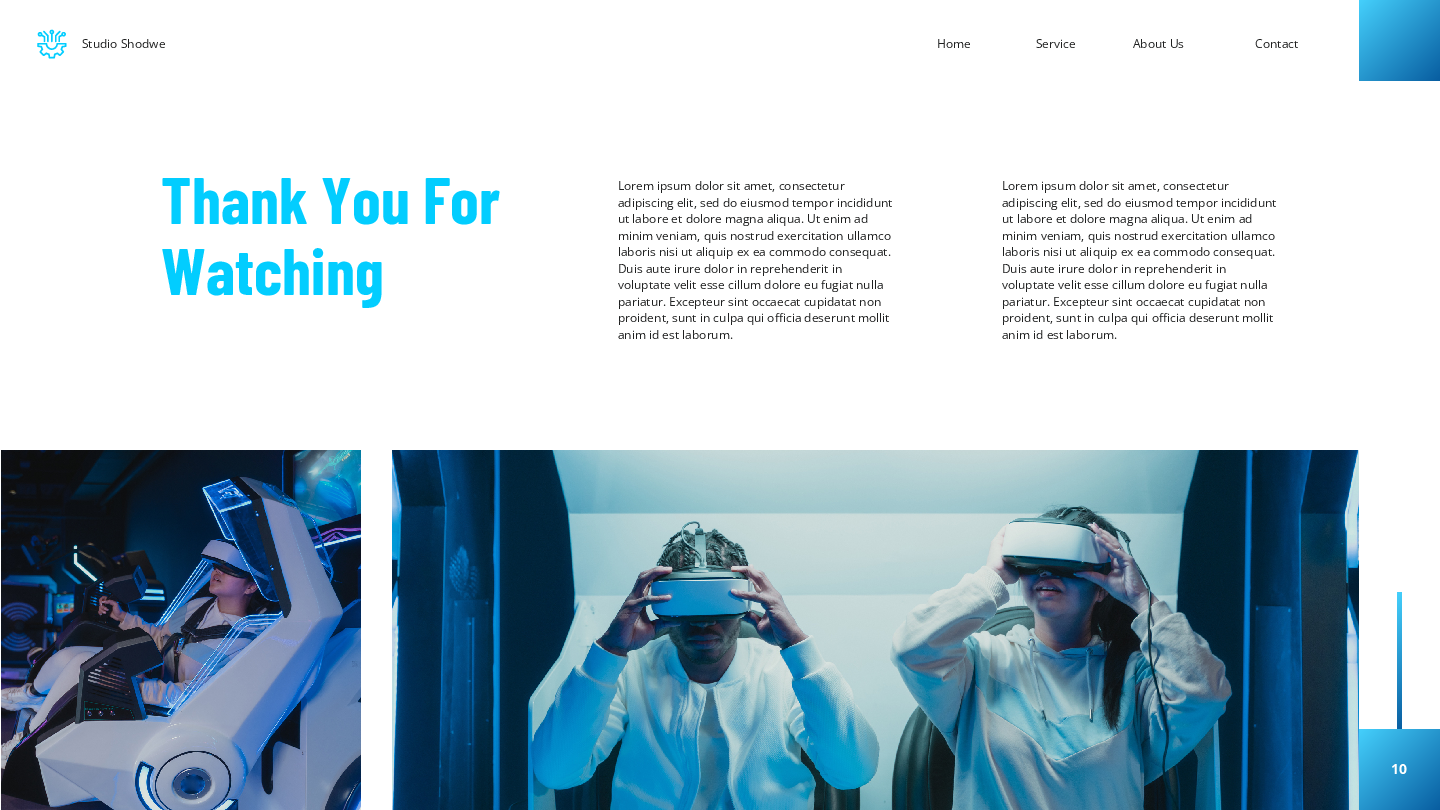 Studio Shodwe
Home
Service
About Us
Contact
Thank You For
Watching
Lorem ipsum dolor sit amet, consectetur
adipiscing elit, sed do eiusmod tempor incididunt
ut labore et dolore magna aliqua. Ut enim ad
minim veniam, quis nostrud exercitation ullamco
laboris nisi ut aliquip ex ea commodo consequat.
Duis aute irure dolor in reprehenderit in
voluptate velit esse cillum dolore eu fugiat nulla
pariatur. Excepteur sint occaecat cupidatat non
proident, sunt in culpa qui officia deserunt mollit
anim id est laborum.
Lorem ipsum dolor sit amet, consectetur
adipiscing elit, sed do eiusmod tempor incididunt
ut labore et dolore magna aliqua. Ut enim ad
minim veniam, quis nostrud exercitation ullamco
laboris nisi ut aliquip ex ea commodo consequat.
Duis aute irure dolor in reprehenderit in
voluptate velit esse cillum dolore eu fugiat nulla
pariatur. Excepteur sint occaecat cupidatat non
proident, sunt in culpa qui officia deserunt mollit
anim id est laborum.
10